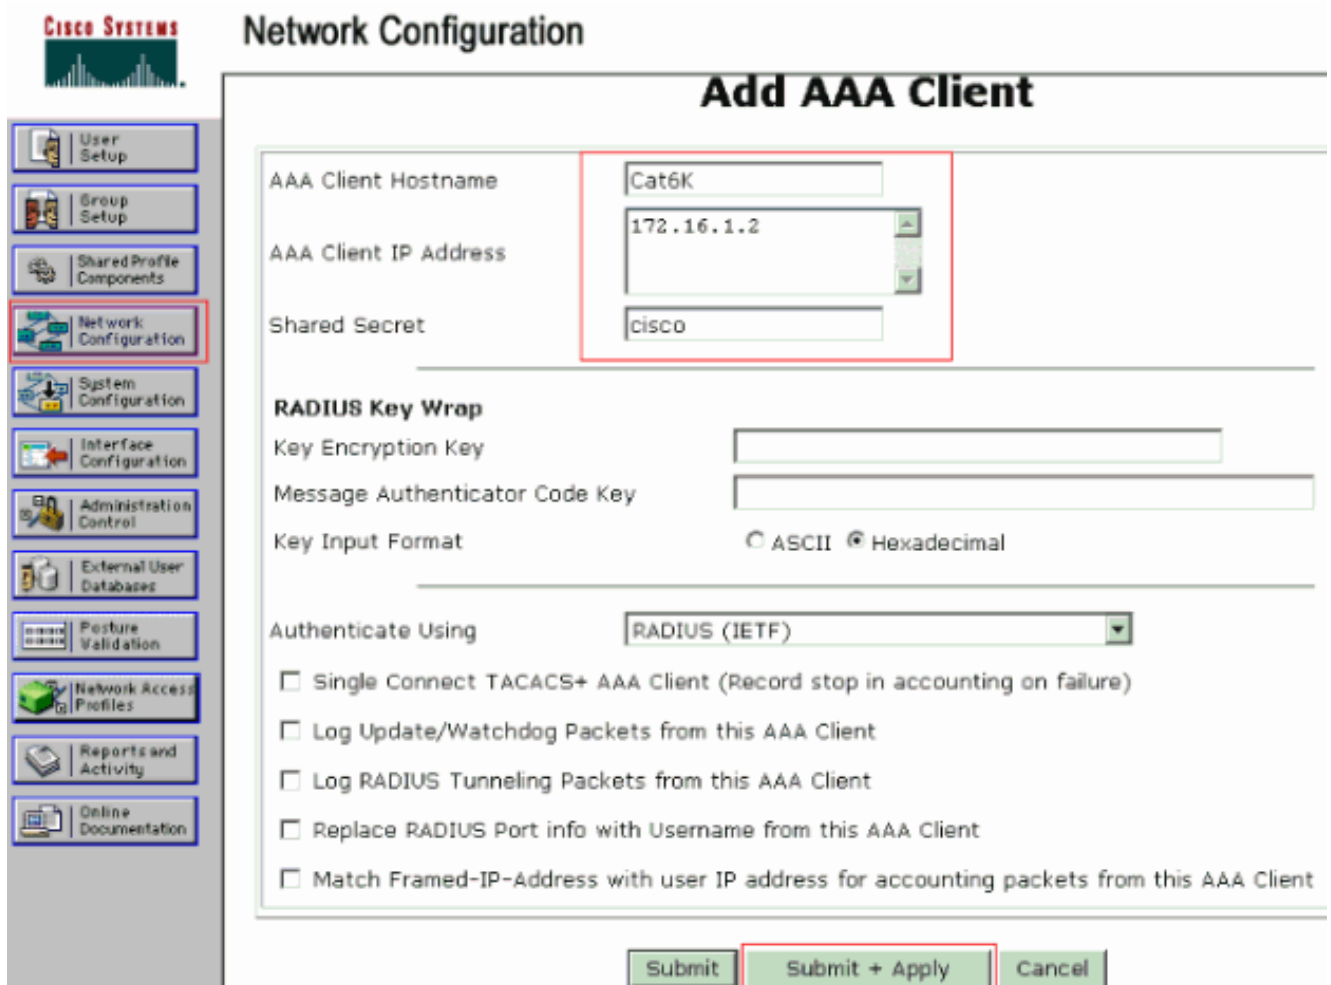 CISCO SYSTEMS
Network Configuration
Add AAA Client
User
Setup
Group
Setup
Shared Profile
Components
Network
Configuration
System
Configuration
Interface
Configuration
Administration
Control
External User
Databases
Posture
Validation
Network Access
Profiles
Reports and
Activity
Online
Documentation
AAA Client Hostname
Cat6K
AAA Client IP Address
172.16.1.2
Shared Secret
cisco
RADIUS Key Wrap
Key Encryption Key
Message Authenticator Code Key
Key Input Format
ASCII Hexadecimal
Authenticate Using
RADIUS (IETF)
Single Connect TACACS+ AAA Client (Record stop in accounting on failure)
Log Update/Watchdog Packets from this AAA Client
Log RADIUS Tunneling Packets from this AAA Client
Replace RADIUS Port info with Username from this AAA Client
Match Framed-IP-Address with user IP address for accounting packets from this AAA Client
Submit
Submit + Apply
Cancel